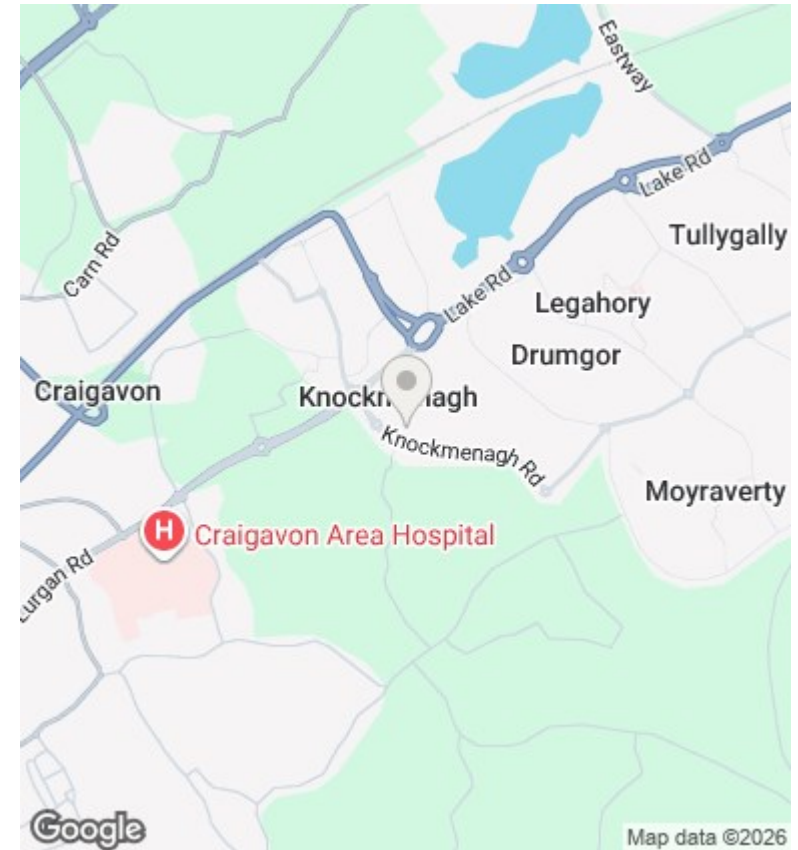 Eastway
Lake Rd
Tullygally
Carn Rd
Lake Rd
Legahory
Drumgor
Craigavon
Knockmenagh
Knockmenagh Rd
Moyraverty
H
Craigavon Area Hospital
Lurgan Rd
Google
Map data ©2026